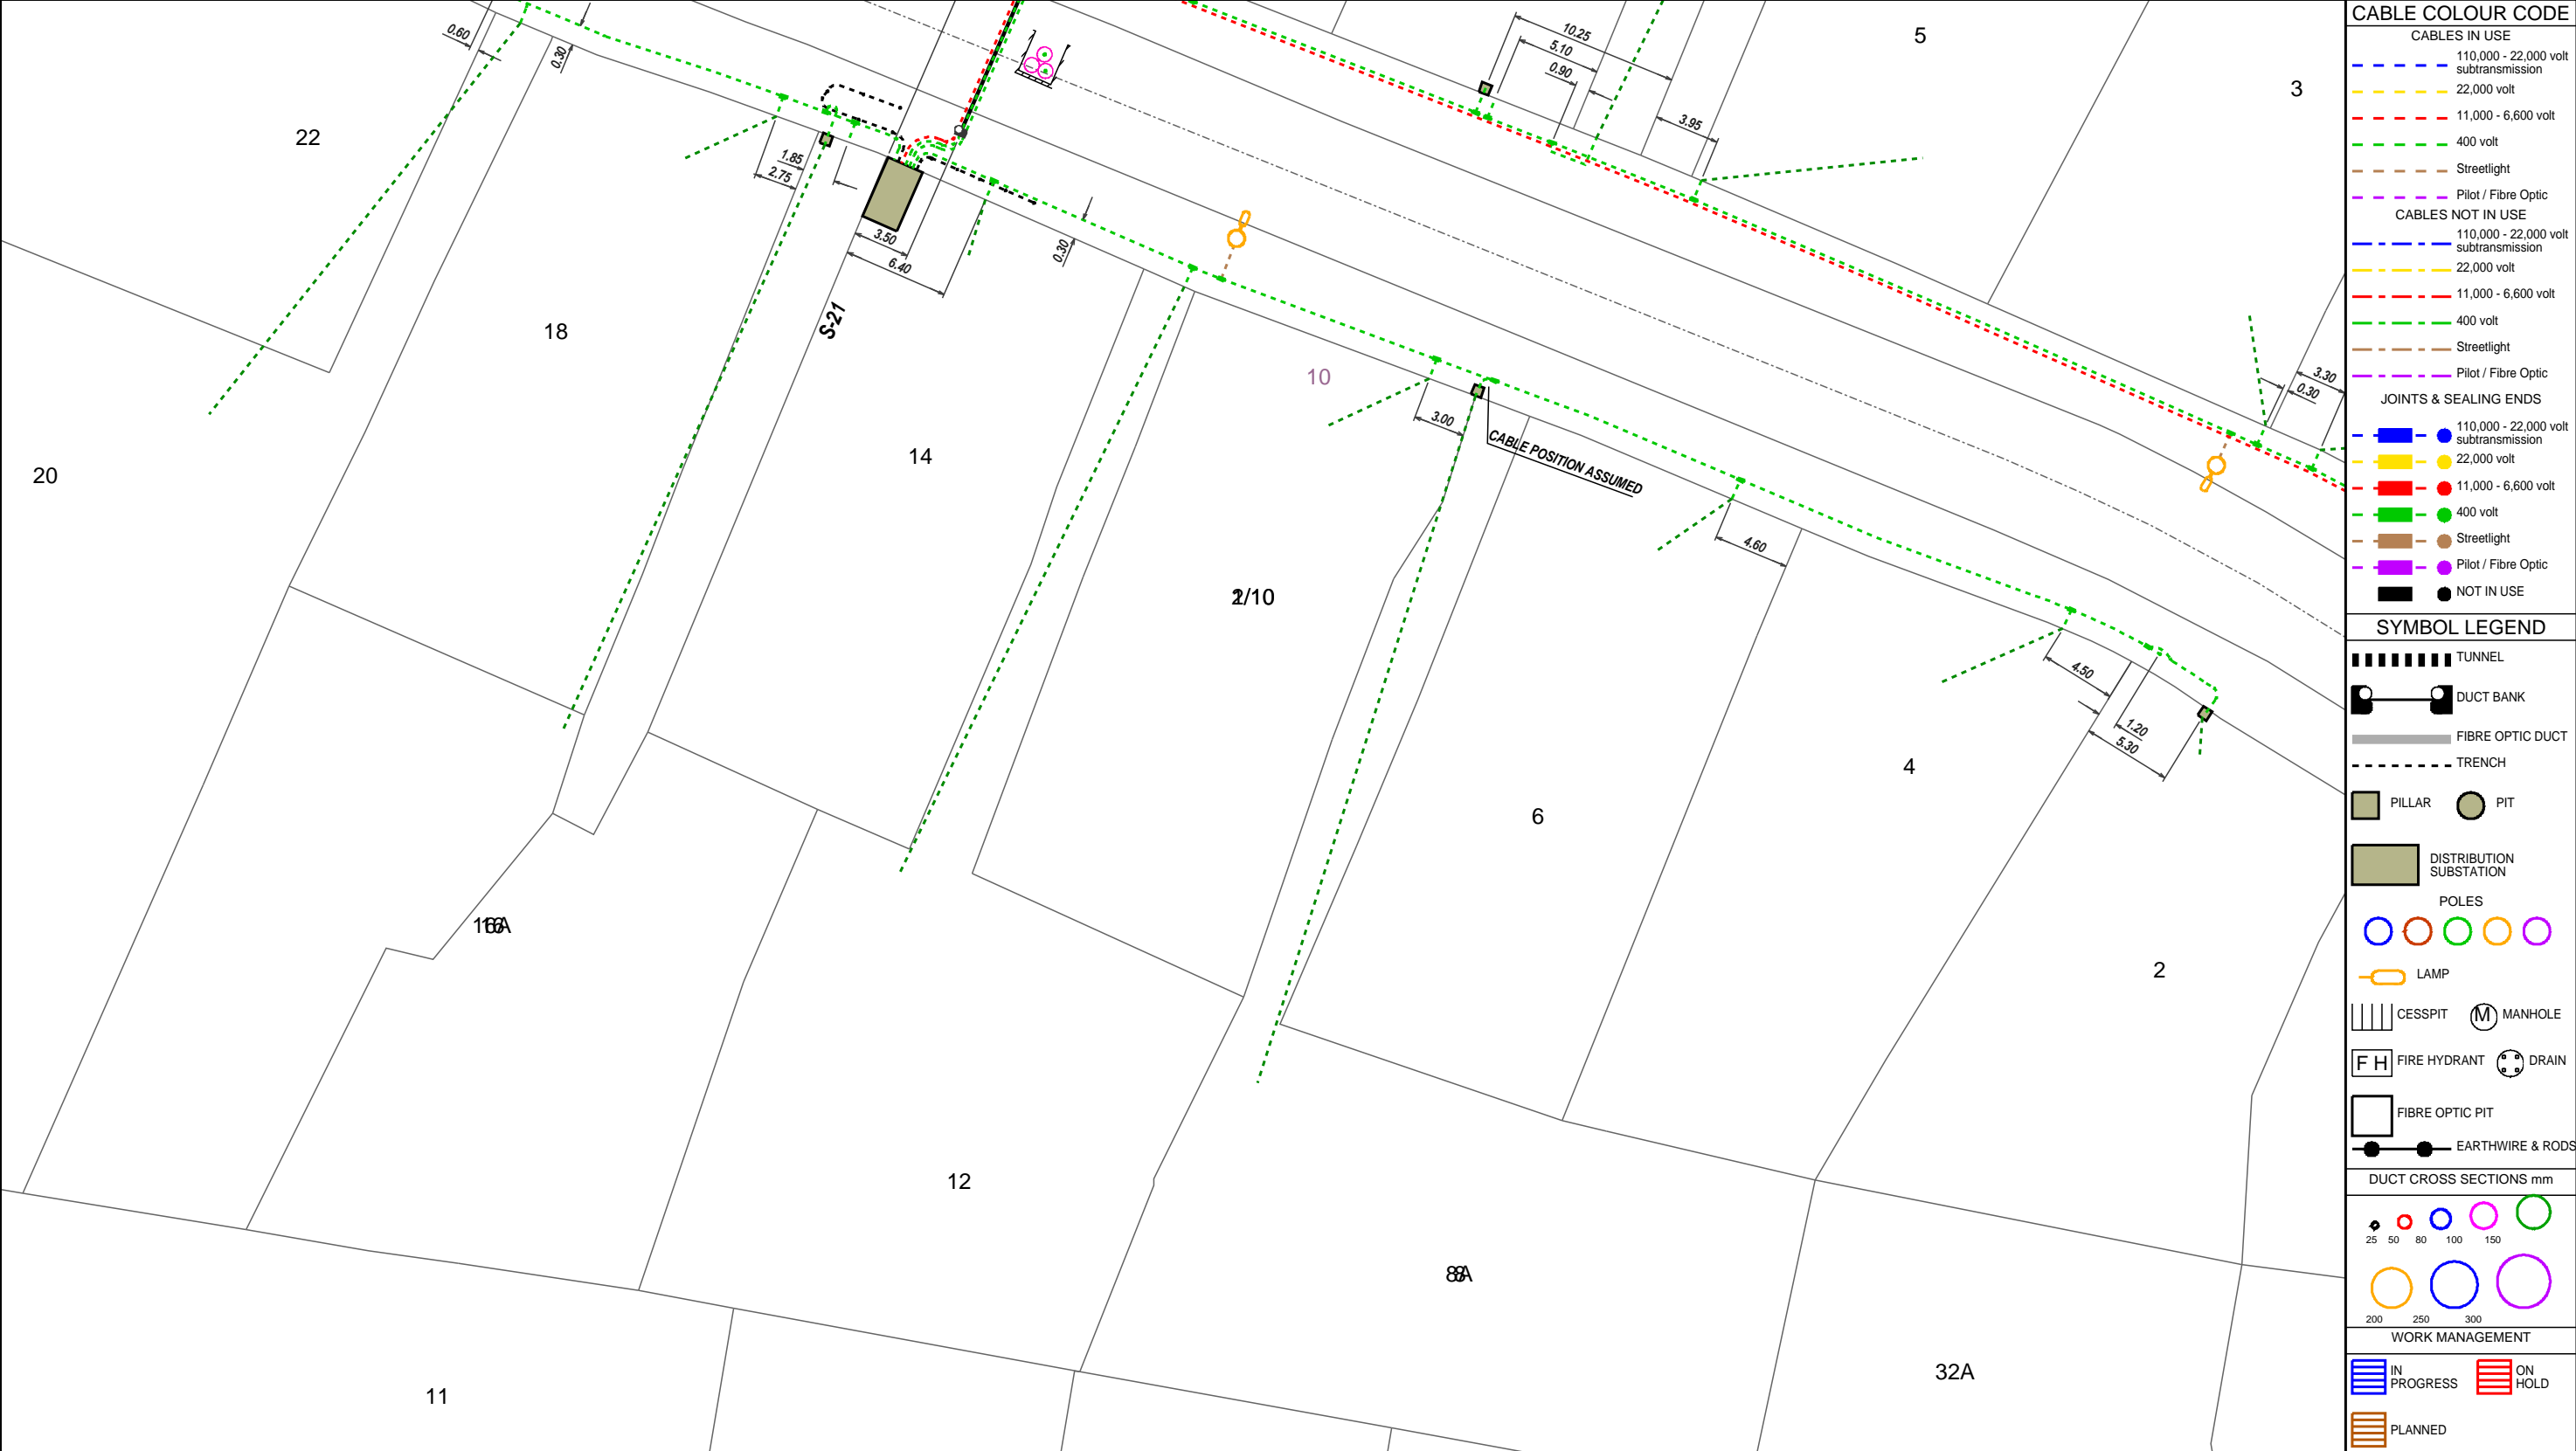 0.60
0.30
22
20
18
1.85
2.75
3.50
6.40
S-21
0.30
14
10
2/10
3.00
CABLE POSITION ASSUMED
10.25
5.10
0.90
3.95
5
3
3.30
0.30
4.60
4.50
1.20
5.30
6
4
2
12
11
32A
CABLE COLOUR CODE
CABLES IN USE
110,000 - 22,000 volt
subtransmission
22,000 volt
11,000 - 6,600 volt
400 volt
Streetlight
Pilot / Fibre Optic
CABLES NOT IN USE
110,000 - 22,000 volt
subtransmission
22,000 volt
11,000 - 6,600 volt
400 volt
Streetlight
Pilot / Fibre Optic
JOINTS & SEALING ENDS
110,000 - 22,000 volt
subtransmission
22,000 volt
11,000 - 6,600 volt
400 volt
Streetlight
Pilot / Fibre Optic
NOT IN USE
SYMBOL LEGEND
TUNNEL
DUCT BANK
FIBRE OPTIC DUCT
TRENCH
PILLAR PIT
DISTRIBUTION
SUBSTATION
POLES
LAMP
CESSPIT M MANHOLE
F H FIRE HYDRANT DRAIN
FIBRE OPTIC PIT
EARTHWIRE & RODS
DUCT CROSS SECTIONS mm
25 50 80 100 150
200 250 300
WORK MANAGEMENT
IN
PROGRESS
ON
HOLD
PLANNED